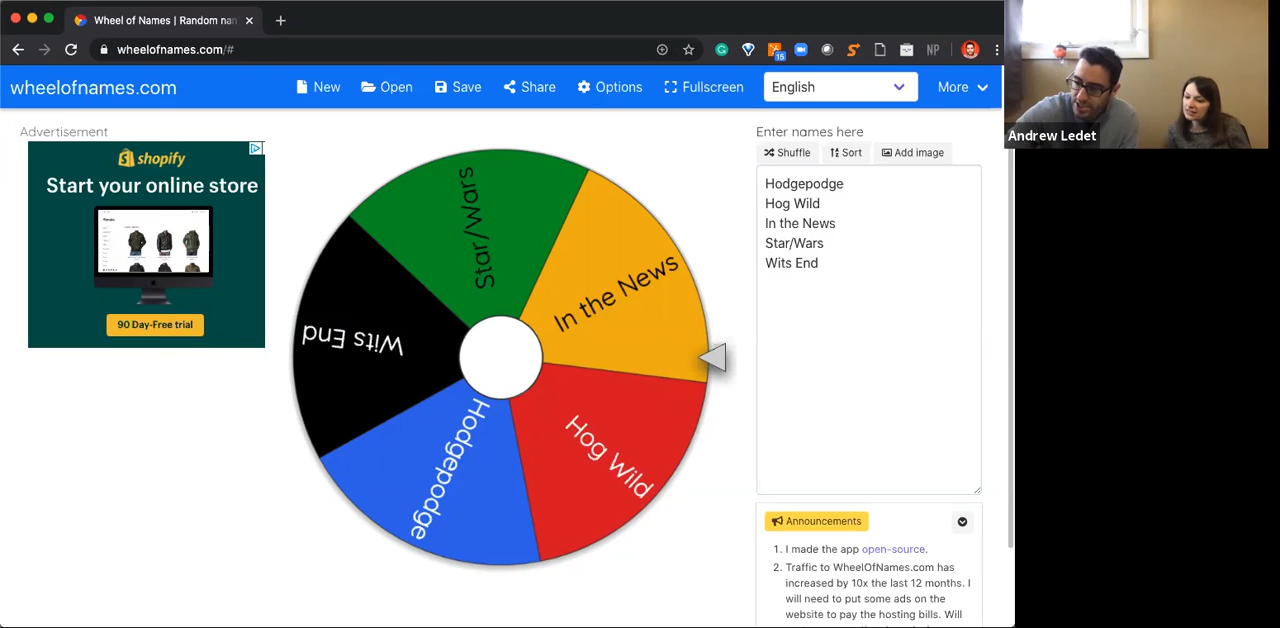 Wheel of Names | Random nan
wheelofnames.com/#
15
NP
wheelofnames.com
New
Open
Save
Share
Options
Fullscreen
English
More
Andrew Ledet
Advertisement
shopify
Start your online store
90 Day-Free trial
Star/Wars
In the News
Wits End
Hodgepodge
Hog Wild
Enter names here
Shuffle
Sort
Add image
Hodgepodge
Hog Wild
In the News
Star/Wars
Wits End
Announcements
1. I made the app open-source.
2. Traffic to WheelOfNames.com has
increased by 10x the last 12 months. I
will need to put some ads on the
website to pay the hosting bills. Will